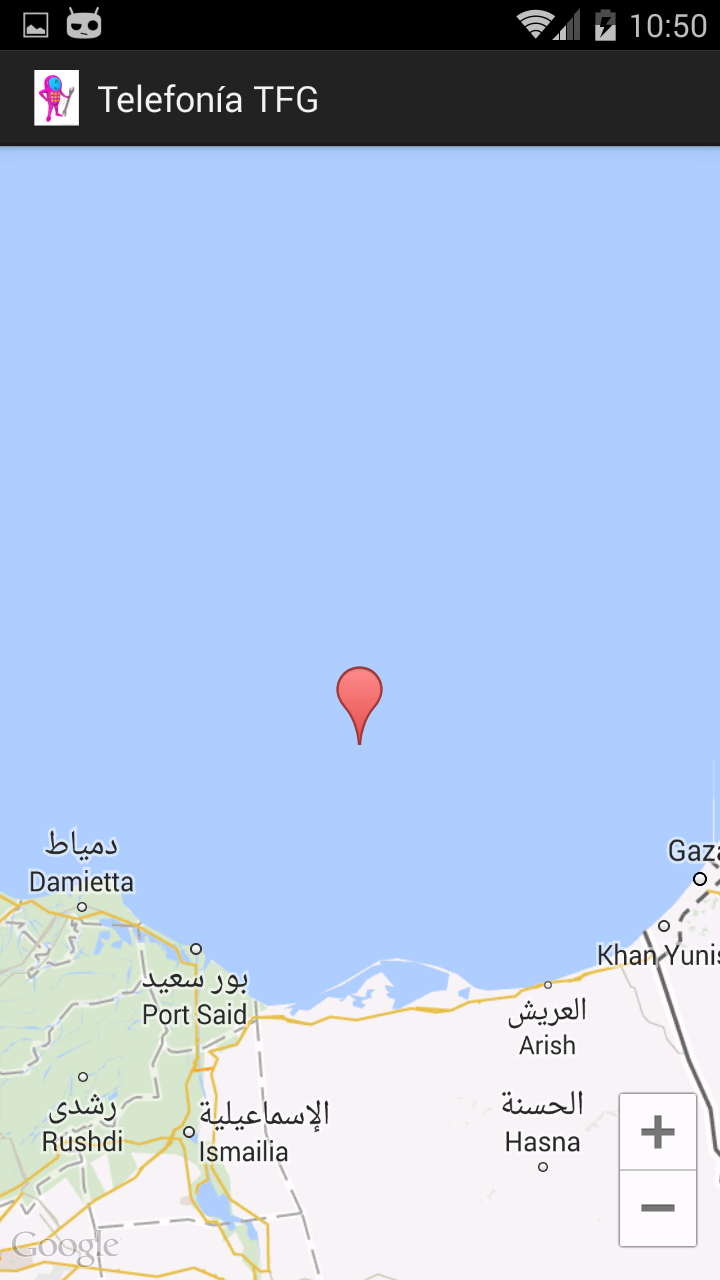 10:50
Telefonía TFG
دمياط
Damietta
Gaza
بور سعيد
Port Said
Khan Yunis
العريش
Arish
رشدى
Rushdi
الإسماعيلية
Ismailia
الحسنة
Hasna
+
−
Google